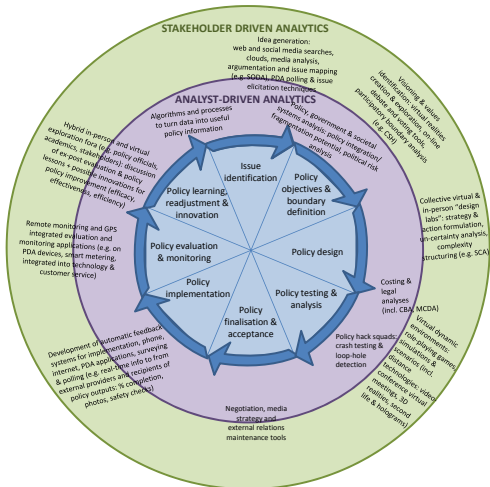 STAKEHOLDER DRIVEN ANALYTICS
Idea generation:
web and social media searches,
clouds, media analysis,
argumentation and issue mapping
(e.g. SODA), PDA polling & issue
elicitation techniques
Visioning & values
identification: virtual realities
creation & exploration, on-line
debate and voting tools,
participatory boundary analysis
(e.g. CSH)
ANALYST-DRIVEN ANALYTICS
Algorithms and processes
to turn data into useful
policy information
Policy, government & societal
systems analysis: policy integration/
fragmentation potential, political risk
analysis
Hybrid in-person and virtual
exploration fora (e.g. policy officials,
academics, stakeholders): discussion
of ex-post evaluation & policy
lessons + possible innovations for
policy improvement (efficacy,
effectiveness, efficiency)
Issue
identification
Policy
objectives &
boundary
definition
Policy learning,
readjustment &
innovation
Collective virtual &
in-person "design
labs": strategy &
action formulation,
un-certainty analysis,
complexity
structuring (e.g. SCA)
Remote monitoring and GPS
integrated evaluation and
monitoring applications (e.g. on
PDA devices, smart metering,
integrated into technology &
customer service)
Policy evaluation
& monitoring
Policy design
Costing &
legal
analyses
(incl. CBA, MCDA)
Policy
implementation
Policy testing &
analysis
Policy
finalisation &
acceptance
Virtual dynamic
environments:
role-playing games,
simulations &
scenarios (incl.
distance
technologies: video
conference virtual
meetings, 3D
realities, second
life & holograms)
Policy hack squads:
crash testing &
loop-hole
detection
Development of automatic feedback
systems for implementation, phone,
internet, PDA applications, surveying
& polling (e.g. real-time info to from
external providers and recipients of
policy outputs: % completion,
photos, safety checks)
Negotiation, media
strategy and
external relations
maintenance tools